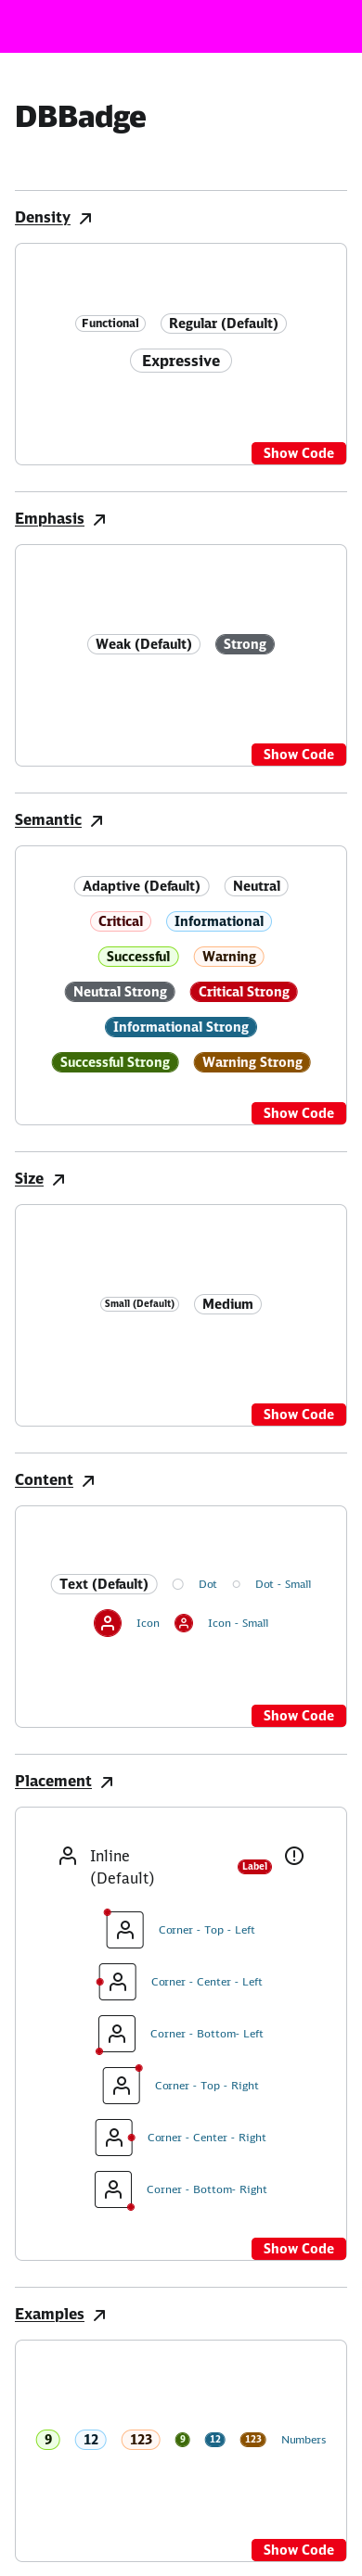 DBBadge
Density
Functional Regular (Default)
Expressive
Show Code
Emphasis
Weak (Default) Strong
Show Code
Semantic
Adaptive (Default) Neutral
Critical Informational
Successful Warning
Neutral Strong Critical Strong
Informational Strong
Successful Strong Warning Strong
Show Code
Size
Small (Default) Medium
Show Code
Content
Text (Default) Dot Dot - Small
Icon Icon - Small
Show Code
Placement
Inline
(Default) Label
Corner - Top - Left
Corner - Center - Left
Corner - Bottom- Left
Corner - Top - Right
Corner - Center - Right
Corner - Bottom- Right
Show Code
Examples
9 12 123 9 12 123 Numbers
Show Code